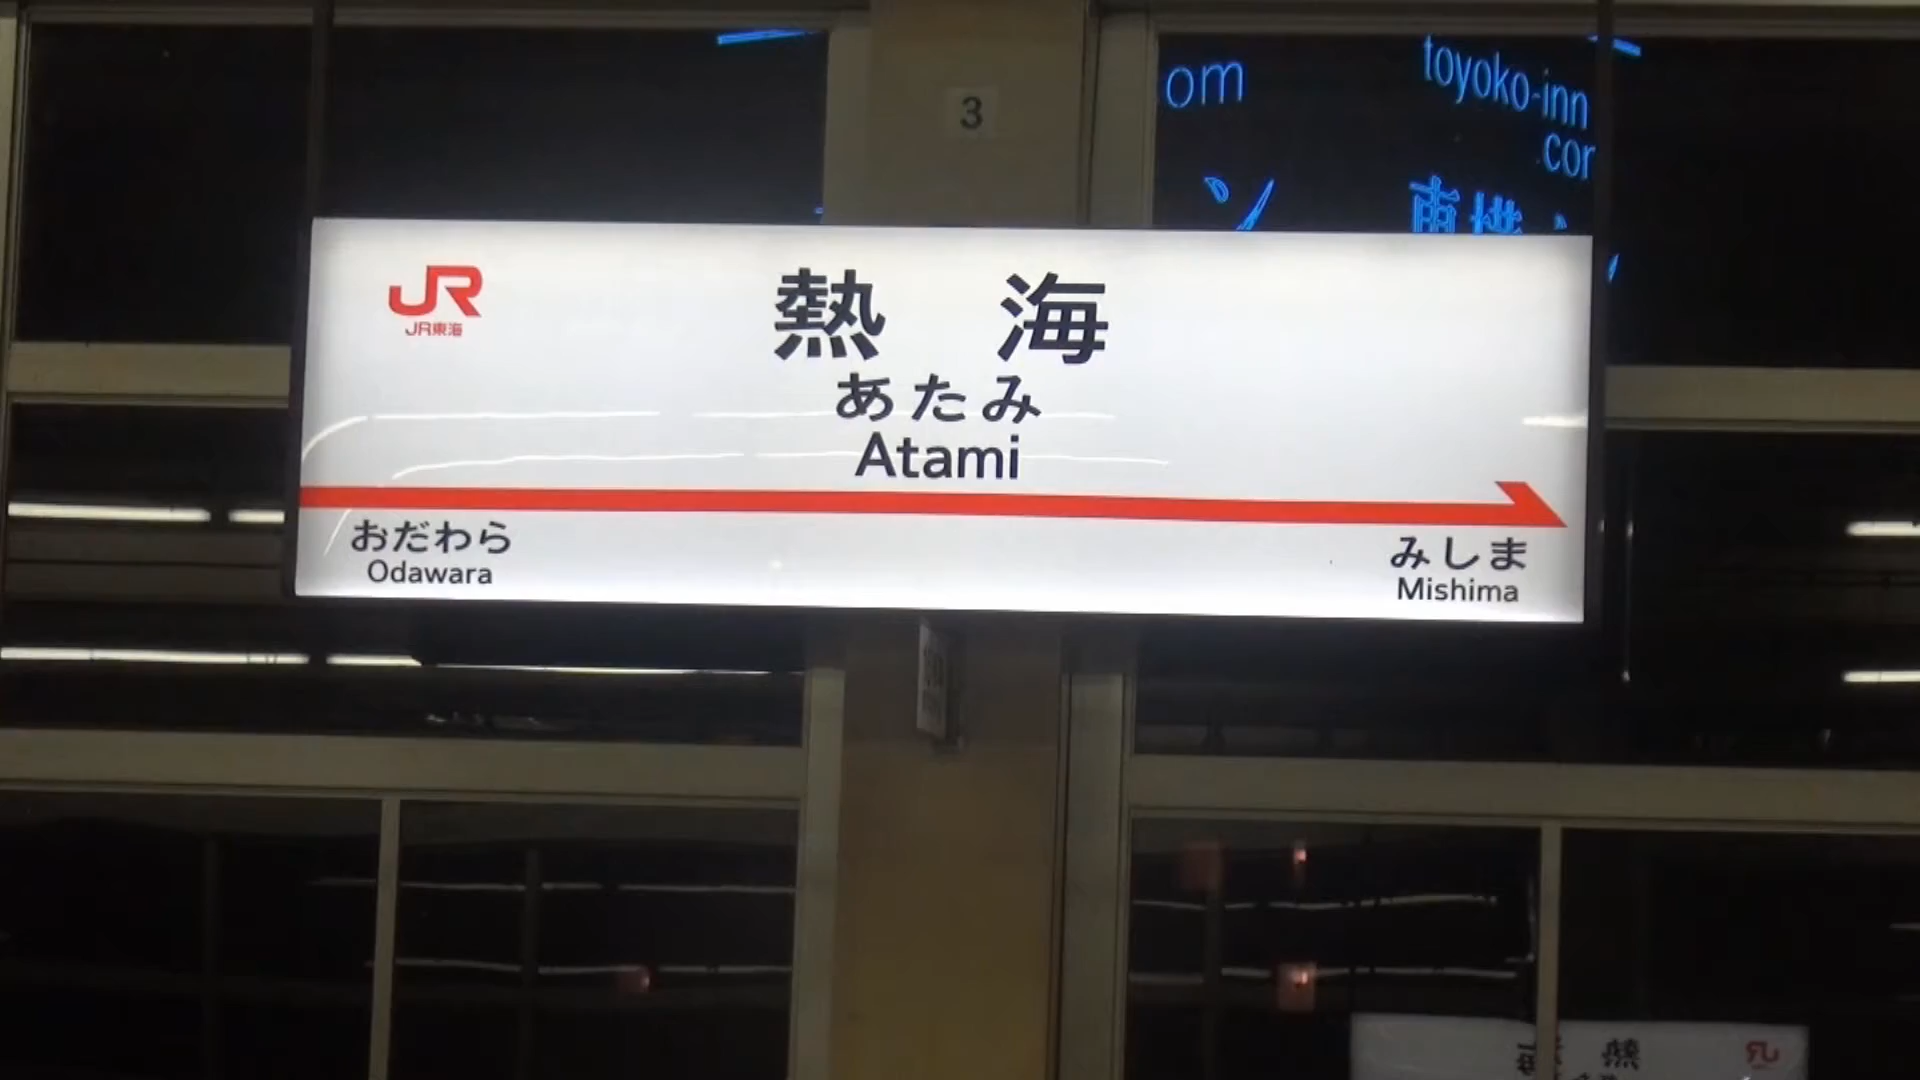 om
toyoko-inn
.cor
3
JR
JR東海
熱 海
あたみ
Atami
おだわら
Odawara
みしま
Mishima